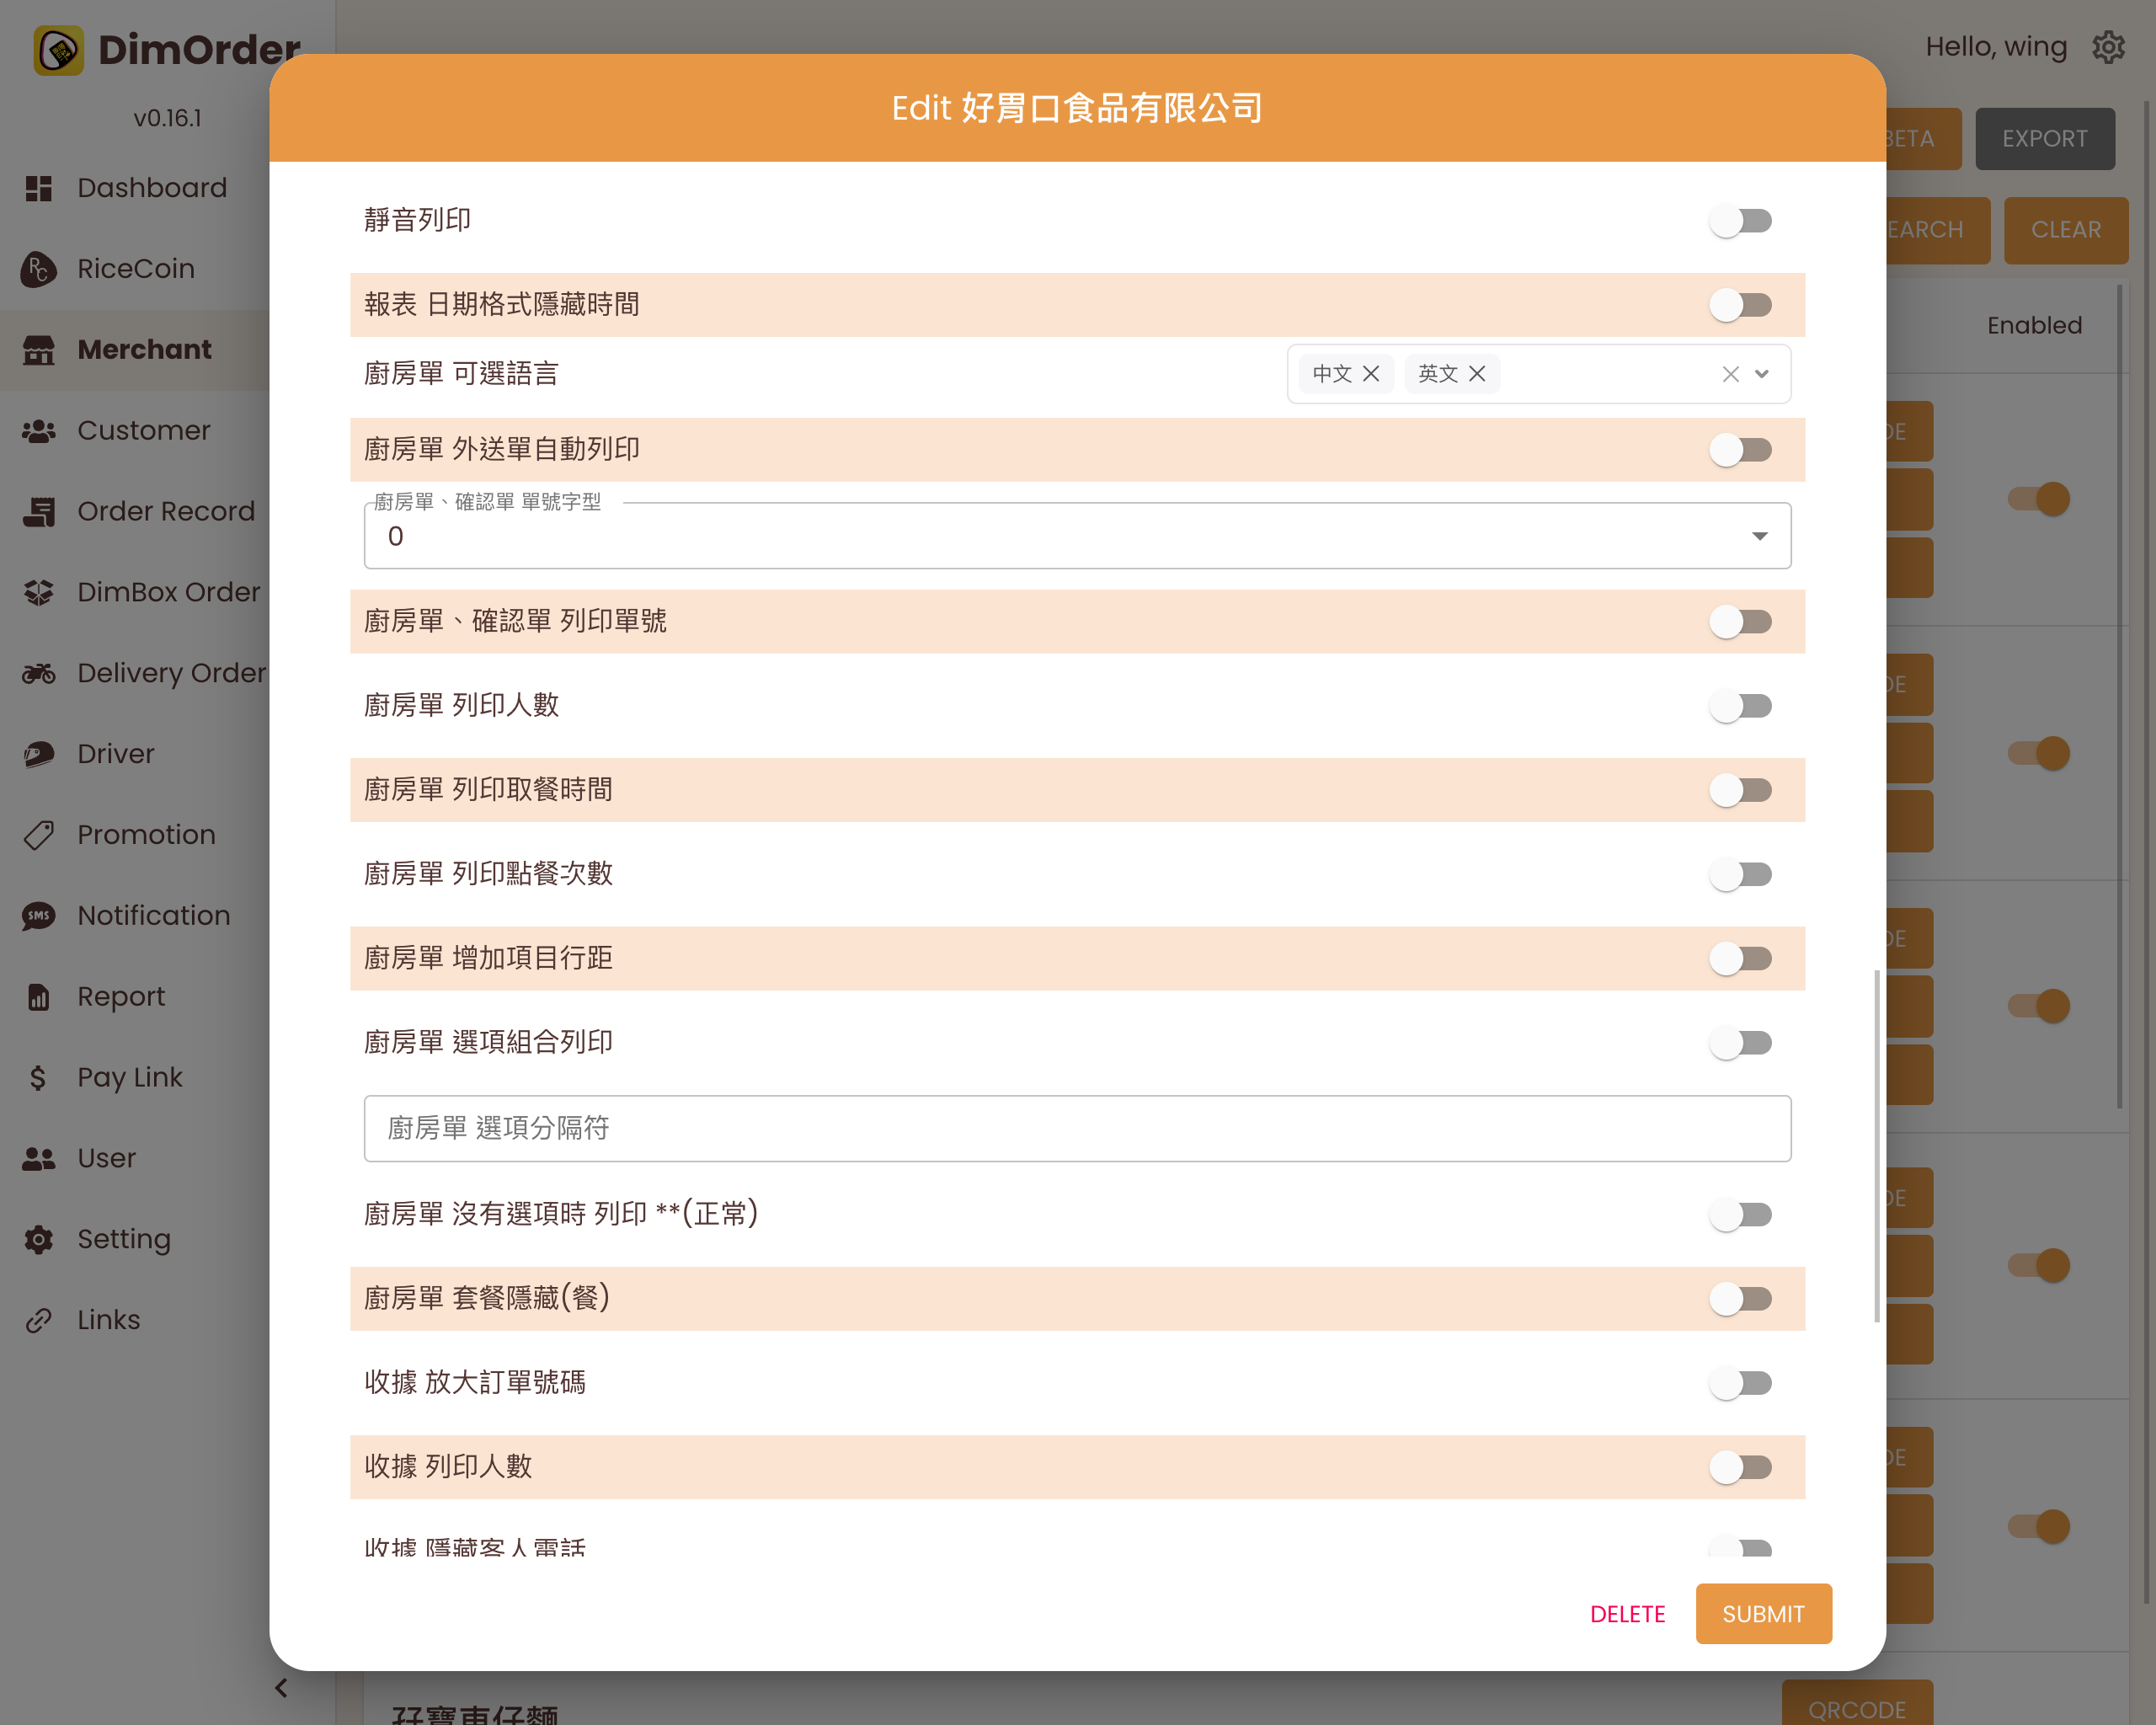 DimOrder
v0.16.1
Hello, wing
Dashboard
RiceCoin
Merchant
Customer
Order Record
DimBox Order
Delivery Order
Driver
Promotion
SMS
Notification
Report
Pay Link
User
Setting
Links
BETA
EXPORT
EARCH
CLEAR
Enabled
Edit 好胃口食品有限公司
靜音列印
報表 日期格式隱藏時間
廚房單 可選語言
中文
英文
廚房單 外送單自動列印
廚房單、確認單 單號字型
0
廚房單、確認單 列印單號
廚房單 列印人數
廚房單 列印取餐時間
廚房單 列印點餐次數
廚房單 增加項目行距
廚房單 選項組合列印
廚房單 選項分隔符
廚房單 沒有選項時 列印 **(正常)
廚房單 套餐隱藏(餐)
收據 放大訂單號碼
收據 列印人數
收據 隱藏客人電話
DELETE
SUBMIT
孖寶車仔麵
QRCODE